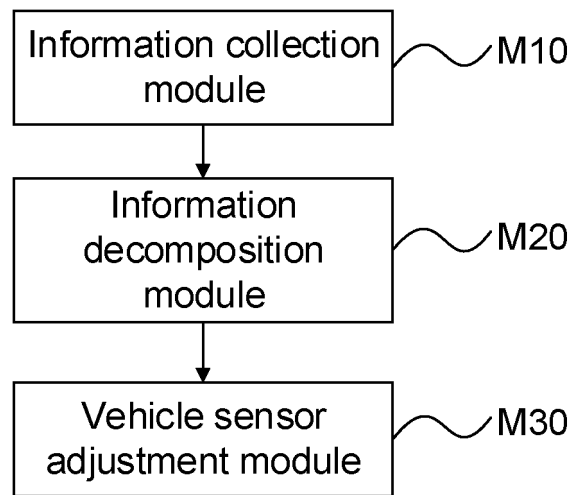 Information collection
module
M10
Information
decomposition
module
M20
Vehicle sensor
adjustment module
M30